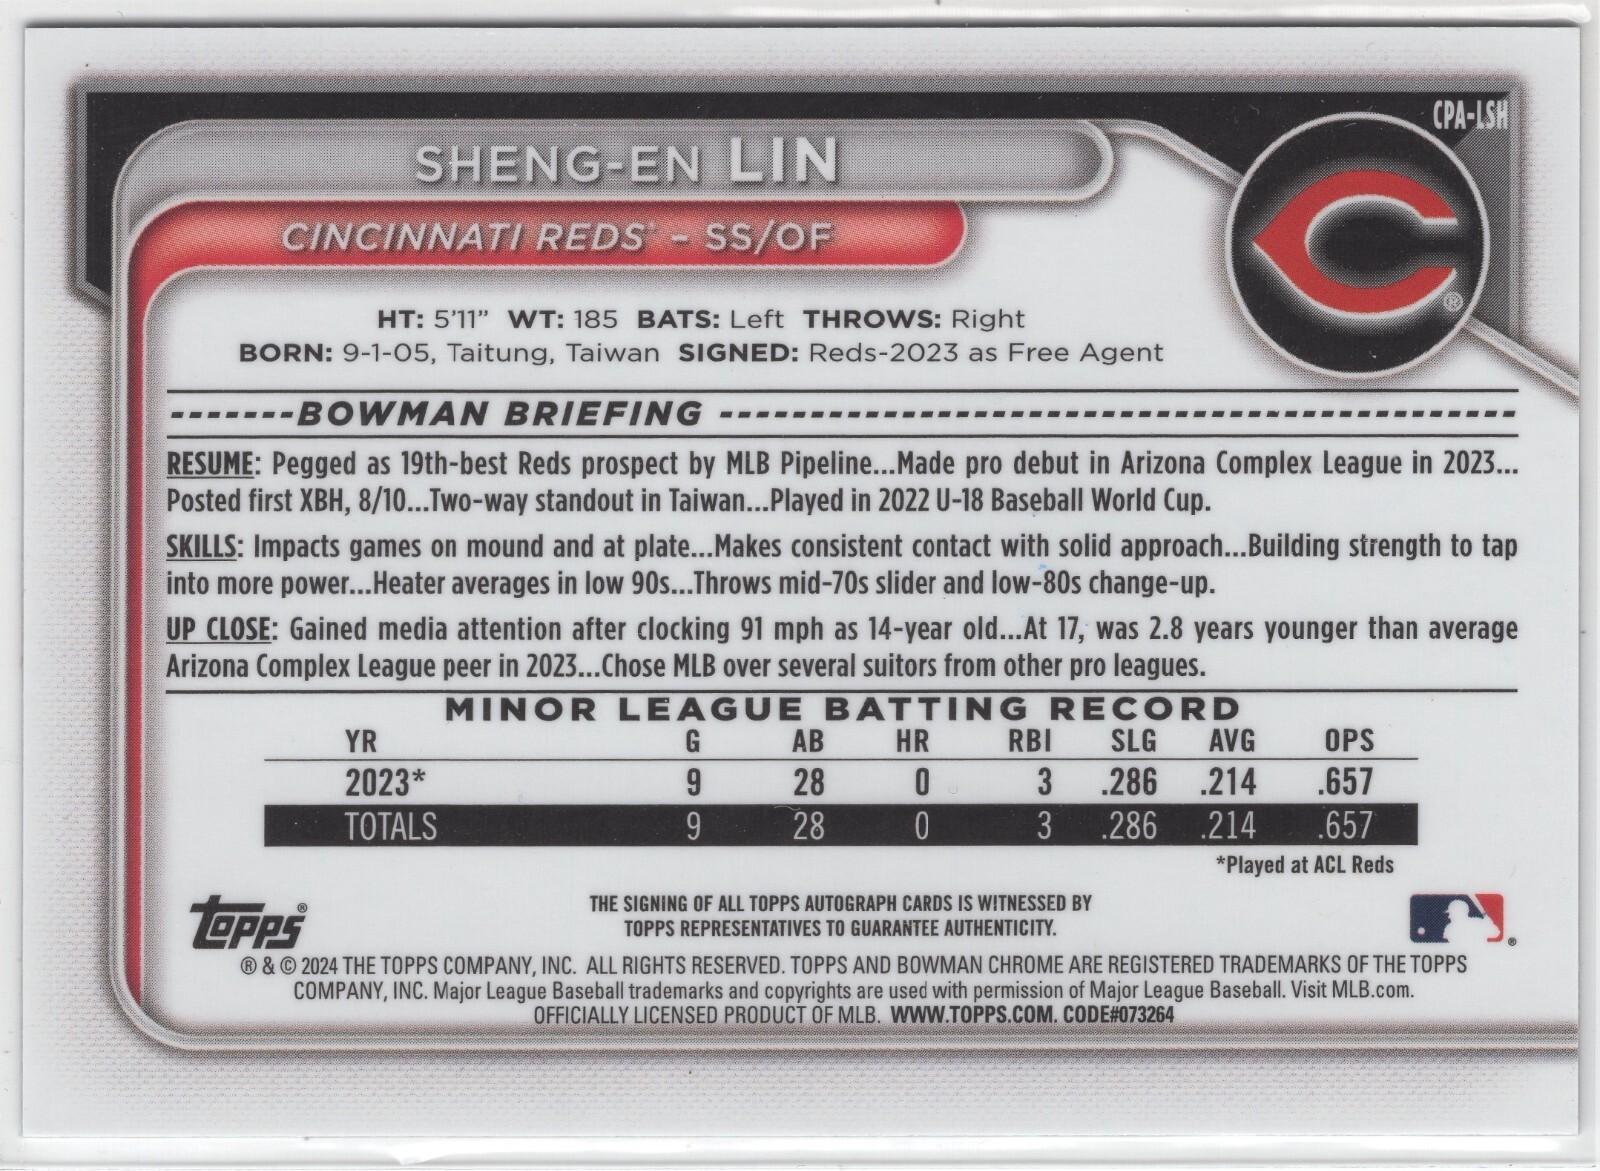 CPA-LSH
SHENG-EN LIN
CINCINNATI REDS® - SS/OF
HT: 5'11" WT: 185 BATS: Left THROWS: Right
BORN: 9-1-05, Taitung, Taiwan SIGNED: Reds-2023 as Free Agent
-------BOWMAN BRIEFING ---------------------------------------------
RESUME: Pegged as 19th-best Reds prospect by MLB Pipeline...Made pro debut in Arizona Complex League in 2023...
Posted first XBH, 8/10...Two-way standout in Taiwan...Played in 2022 U-18 Baseball World Cup.
SKILLS: Impacts games on mound and at plate...Makes consistent contact with solid approach...Building strength to tap
into more power...Heater averages in low 90s...Throws mid-70s slider and low-80s change-up.
UP CLOSE: Gained media attention after clocking 91 mph as 14-year old...At 17, was 2.8 years younger than average
Arizona Complex League peer in 2023...Chose MLB over several suitors from other pro leagues.
MINOR LEAGUE BATTING RECORD
YR G AB HR RBI SLG AVG OPS
2023* 9 28 0 3 .286 .214 .657
TOTALS 9 28 0 3 .286 .214 .657
*Played at ACL Reds
THE SIGNING OF ALL TOPPS AUTOGRAPH CARDS IS WITNESSED BY
TOPPS REPRESENTATIVES TO GUARANTEE AUTHENTICITY.
TOPPS®
® & © 2024 THE TOPPS COMPANY, INC. ALL RIGHTS RESERVED. TOPPS AND BOWMAN CHROME ARE REGISTERED TRADEMARKS OF THE TOPPS
COMPANY, INC. Major League Baseball trademarks and copyrights are used with permission of Major League Baseball. Visit MLB.com.
OFFICIALLY LICENSED PRODUCT OF MLB. WWW.TOPPS.COM. CODE#073264